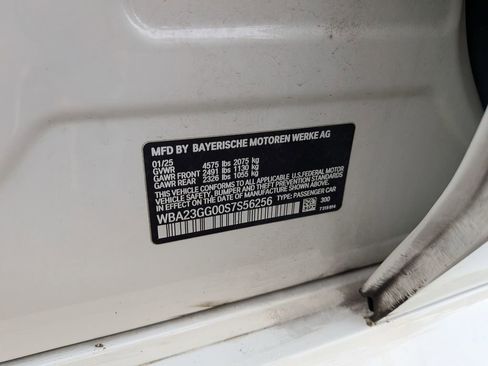 MFD BY BAYERISCHE MOTOREN WERKE AG
01/25
GVWR 4575 lbs 2075 kg
GAWR FRONT 2491 lbs 1130 kg
GAWR REAR 2326 lbs 1055 kg
THIS VEHICLE CONFORMS TO ALL APPLICABLE U.S. FEDERAL MOTOR
VEHICLE SAFETY, BUMPER, AND THEFT PREVENTION STANDARDS
IN EFFECT ON THE DATE OF MANUFACTURE SHOWN ABOVE.
WBA23GG00S7S56256 TYPE: PASSENGER CAR
300